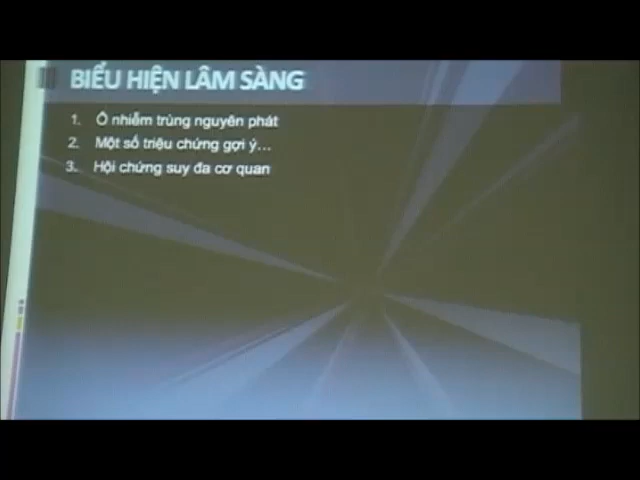 BIỂU HIỆN LÂM SÀNG
1. Ổ nhiễm trùng nguyên phát
2. Một số triệu chứng gợi ý...
3. Hội chứng suy đa cơ quan